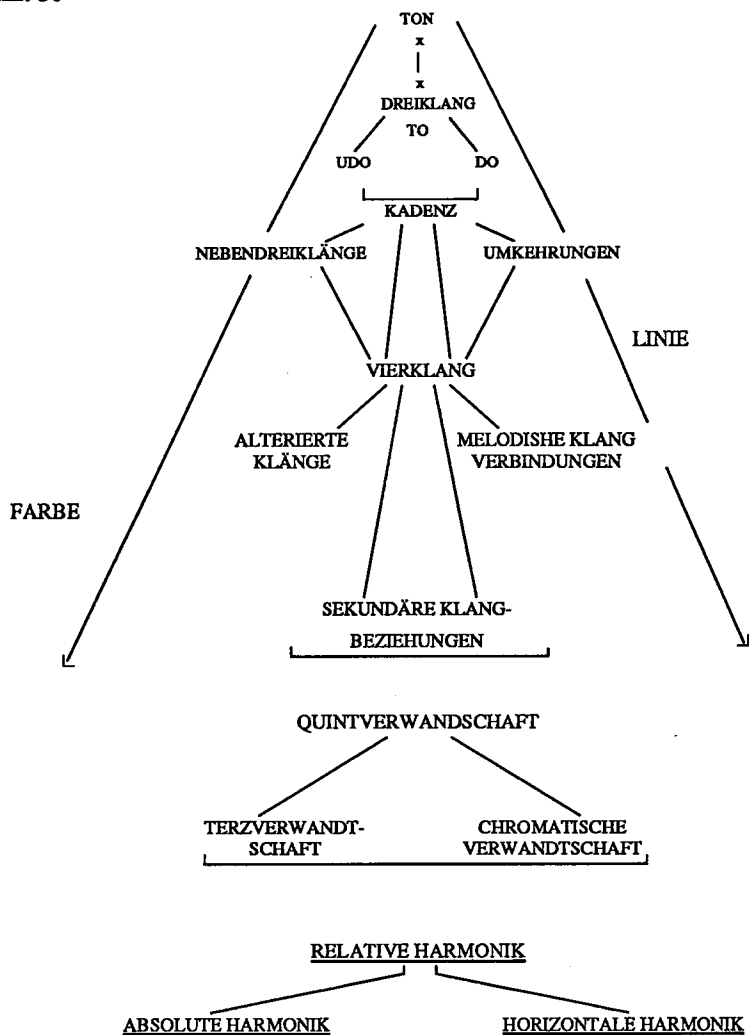 TON
x
x
DREIKLANG
TO
UDO
DO
KADENZ
NEBENDREIKLÄNGE
UMKEHRUNGEN
LINIE
VIERKLANG
ALTERIERTE
KLÄNGE
MELODISHE KLANG
VERBINDUNGEN
FARBE
SEKUNDÄRE KLANG-
BEZIEHUNGEN
QUINTVERWANDSCHAFT
TERZVERWANDT-
SCHAFT
CHROMATISCHE
VERWANDTSCHAFT
RELATIVE HARMONIK
ABSOLUTE HARMONIK
HORIZONTALE HARMONIK